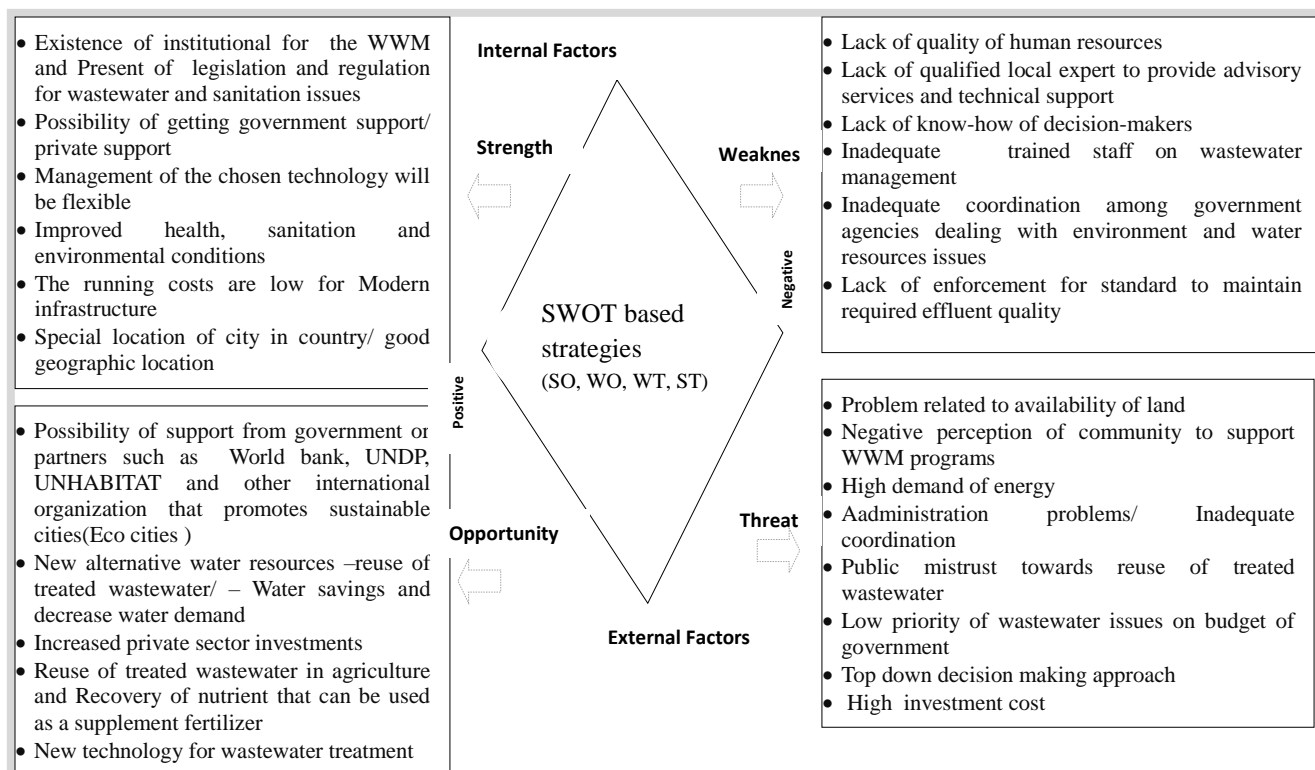 • Existence of institutional for the WWM
and Present of legislation and regulation
for wastewater and sanitation issues
• Possibility of getting government support/
private support
• Management of the chosen technology will
be flexible
• Improved health, sanitation and
environmental conditions
• The running costs are low for Modern
infrastructure
• Special location of city in country/ good
geographic location
Internal Factors
Strength
Weaknes
• Lack of quality of human resources
• Lack of qualified local expert to provide advisory
services and technical support
• Lack of know-how of decision-makers
• Inadequate trained staff on wastewater
management
• Inadequate coordination among government
agencies dealing with environment and water
resources issues
• Lack of enforcement for standard to maintain
required effluent quality
Negative
SWOT based
strategies
(SO, WO, WT, ST)
Positive
• Possibility of support from government or
partners such as World bank, UNDP,
UNHABITAT and other international
organization that promotes sustainable
cities(Eco cities )
• New alternative water resources –reuse of
treated wastewater/ – Water savings and
decrease water demand
• Increased private sector investments
• Reuse of treated wastewater in agriculture
and Recovery of nutrient that can be used
as a supplement fertilizer
• New technology for wastewater treatment
Opportunity
Threat
External Factors
• Problem related to availability of land
• Negative perception of community to support
WWM programs
• High demand of energy
• Aadministration problems/ Inadequate
coordination
• Public mistrust towards reuse of treated
wastewater
• Low priority of wastewater issues on budget of
government
• Top down decision making approach
• High investment cost